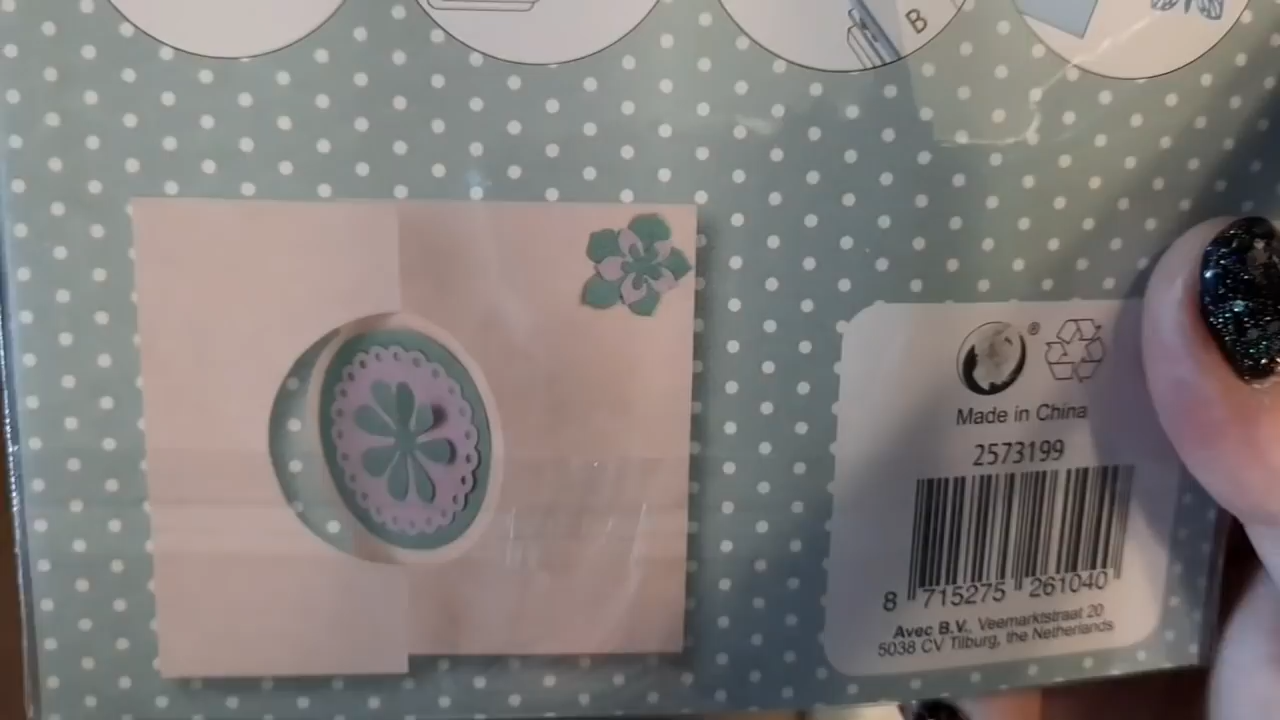 B
®
Made in China
2573199
8 715275 261040
Avec B.V., Veemarktstraat 20
5038 CV Tilburg, the Netherlands